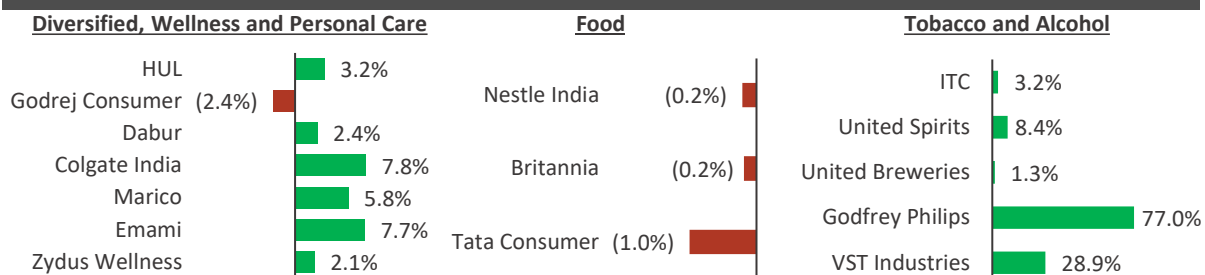 Diversified, Wellness and Personal Care
HUL 3.2%
Godrej Consumer (2.4%)
Dabur 2.4%
Colgate India 7.8%
Marico 5.8%
Emami 7.7%
Zydus Wellness 2.1%
Food
Nestle India (0.2%)
Britannia (0.2%)
Tata Consumer (1.0%)
Tobacco and Alcohol
ITC 3.2%
United Spirits 8.4%
United Breweries 1.3%
Godfrey Philips 77.0%
VST Industries 28.9%